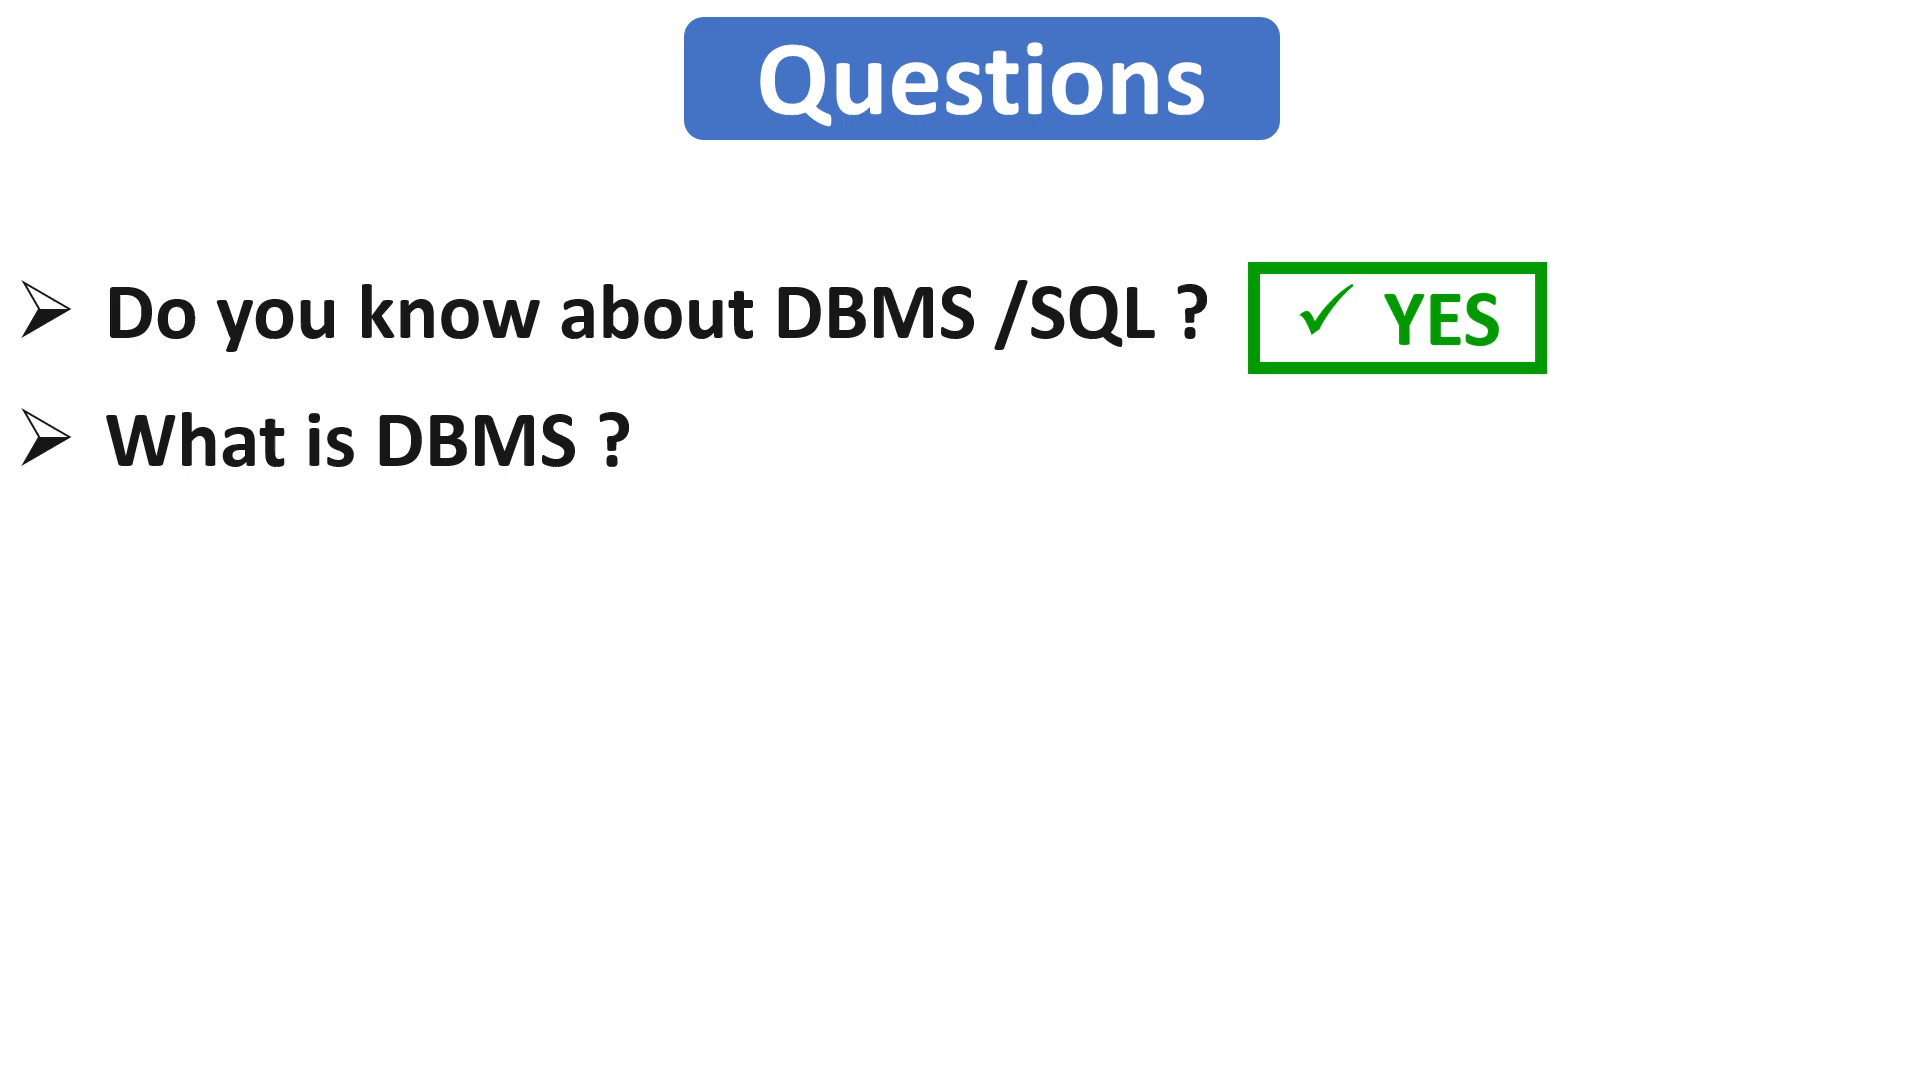 Questions
➢ Do you know about DBMS /SQL ? ✓ YES
➢ What is DBMS ?